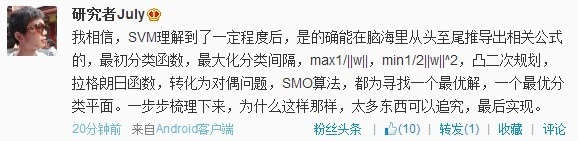 研究者July
我相信，SVM理解到了一定程度后，是的确能在脑海里从头至尾推导出相关公式
的，最初分类函数，最大化分类间隔，max1/||w||，min1/2||w||^2，凸二次规划，
拉格朗日函数，转化为对偶问题，SMO算法，都为寻找一个最优解，一个最优分
类平面。一步步梳理下来，为什么这样那样，太多东西可以追究，最后实现。
20分钟前 来自Android客户端 粉丝头条 | (10) | 转发(1) | 收藏 | 评论